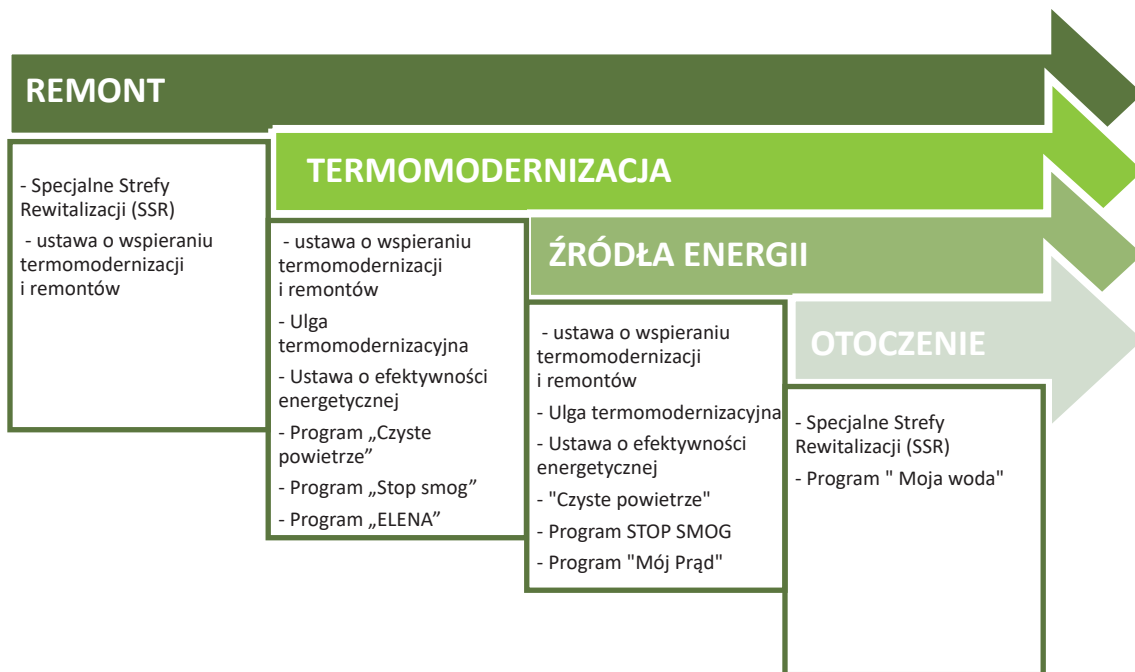 REMONT
- Specjalne Strefy
Rewitalizacji (SSR)
- ustawa o wspieraniu
termomodernizacji
i remontów
TERMOMODERNIZACJA
- ustawa o wspieraniu
termomodernizacji
i remontów
- Ulga
termomodernizacyjna
- Ustawa o efektywności
energetycznej
- Program „Czyste
powietrze”
- Program „Stop smog”
- Program „ELENA”
ŹRÓDŁA ENERGII
- ustawa o wspieraniu
termomodernizacji
i remontów
- Ulga termomodernizacyjna
- Ustawa o efektywności
energetycznej
- "Czyste powietrze"
- Program STOP SMOG
- Program "Mój Prąd"
OTOCZENIE
- Specjalne Strefy
Rewitalizacji (SSR)
- Program " Moja woda"